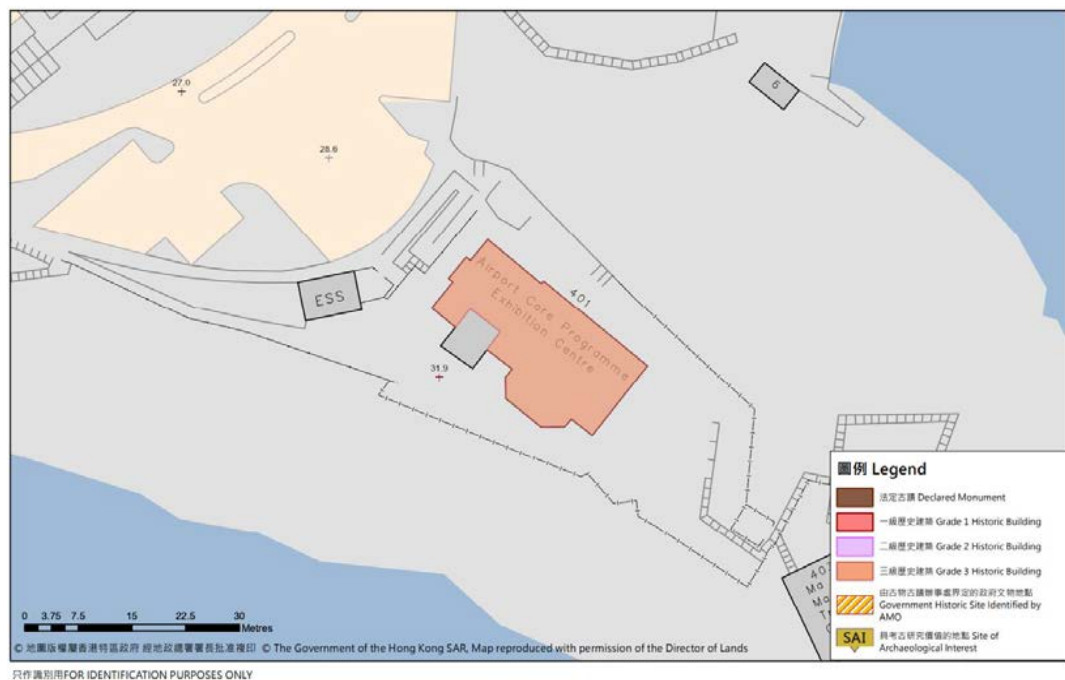 27.0
28.6
6
ESS
Airport Core Programme
Exhibition Centre
401
31.9
圖例 Legend
法定古蹟 Declared Monument
一級歷史建築 Grade 1 Historic Building
二級歷史建築 Grade 2 Historic Building
三級歷史建築 Grade 3 Historic Building
由古物古蹟辦事處界定的政府文物地點
Government Historic Site Identified by
AMO
SAI
具考古研究價值的地點 Site of
Archaeological Interest
401
Ma
Ma
0 3.75 7.5 15 22.5 30
Metres
© 地圖版權屬香港特區政府 經地政總署署長批准複印 © The Government of the Hong Kong SAR, Map reproduced with permission of the Director of Lands
只作識別用FOR IDENTIFICATION PURPOSES ONLY